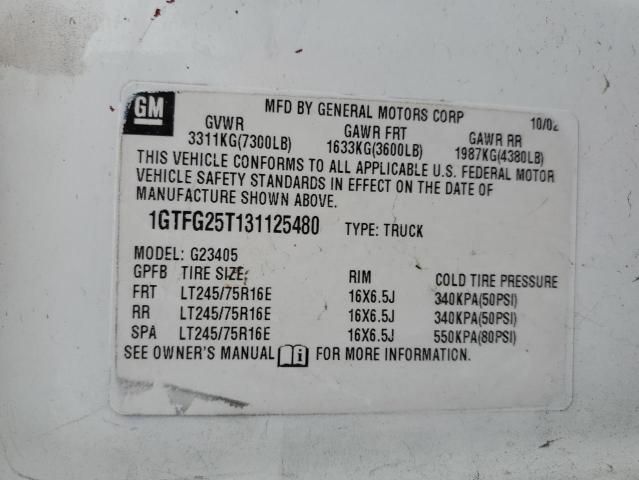 GM
MFD BY GENERAL MOTORS CORP 10/02
GVWR GAWR FRT GAWR RR
3311KG(7300LB) 1633KG(3600LB) 1987KG(4380LB)
THIS VEHICLE CONFORMS TO ALL APPLICABLE U.S. FEDERAL MOTOR
VEHICLE SAFETY STANDARDS IN EFFECT ON THE DATE OF
MANUFACTURE SHOWN ABOVE.
1GTFG25T131125480 TYPE: TRUCK
MODEL: G23405
GPFB TIRE SIZE: RIM COLD TIRE PRESSURE
FRT LT245/75R16E 16X6.5J 340KPA(50PSI)
RR LT245/75R16E 16X6.5J 340KPA(50PSI)
SPA LT245/75R16E 16X6.5J 550KPA(80PSI)
SEE OWNER'S MANUAL i FOR MORE INFORMATION.